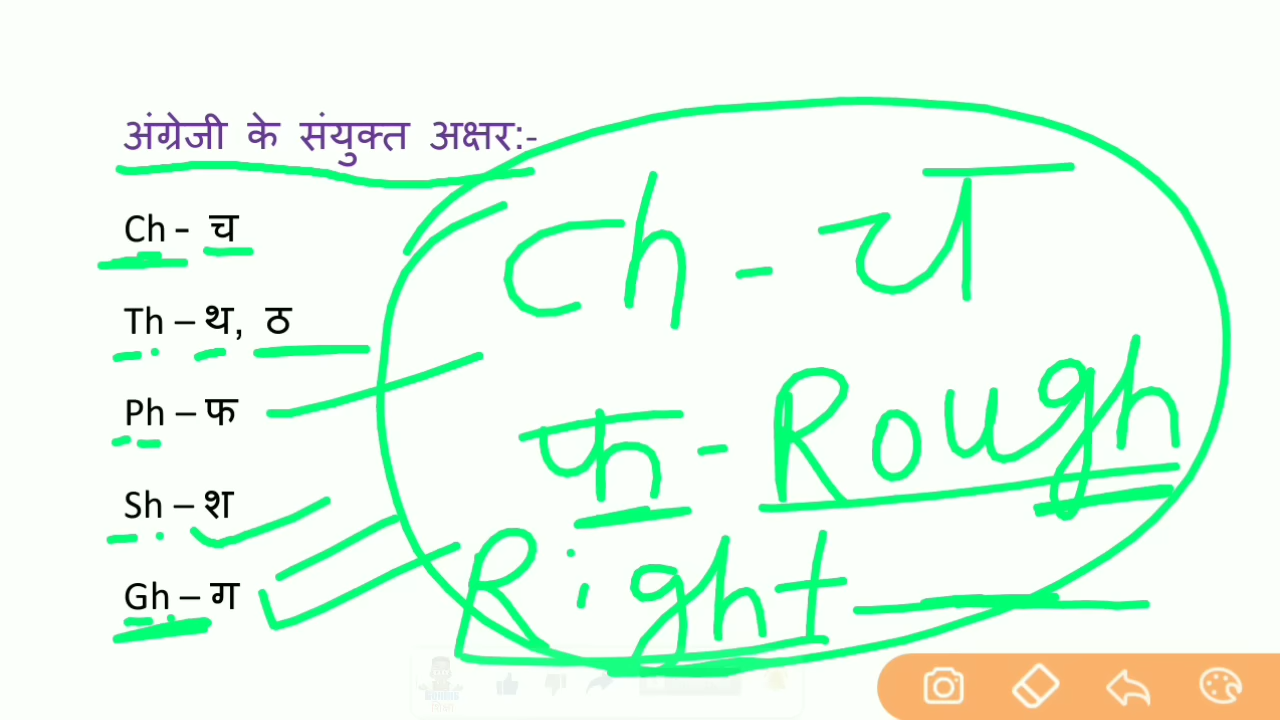 अंग्रेजी के संयुक्त अक्षर:-
Ch - च
Th – थ, ठ
Ph – फ
Sh – श
Gh – ग
Ch - च
फ - Rough
Right